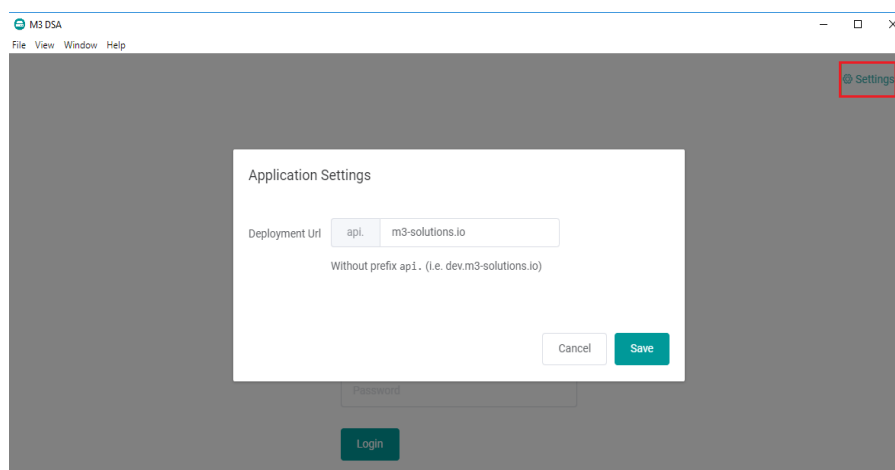 M3 DSA
File View Window Help
Settings
Application Settings
Deployment Url api. m3-solutions.io
Without prefix api. (i.e. dev.m3-solutions.io)
Cancel Save
Password
Login